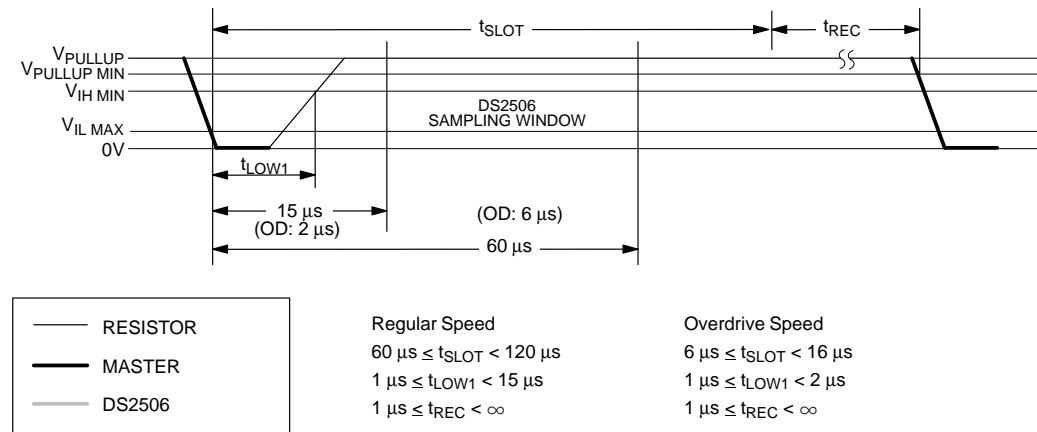 tSLOT
tREC
VPULLUP
VPULLUP MIN
VIH MIN
DS2506
SAMPLING WINDOW
VIL MAX
0V
tLOW1
15 μs
(OD: 2 μs)
(OD: 6 μs)
60 μs
RESISTOR
MASTER
DS2506
Regular Speed
60 μs ≤ tSLOT < 120 μs
1 μs ≤ tLOW1 < 15 μs
1 μs ≤ tREC < ∞
Overdrive Speed
6 μs ≤ tSLOT < 16 μs
1 μs ≤ tLOW1 < 2 μs
1 μs ≤ tREC < ∞